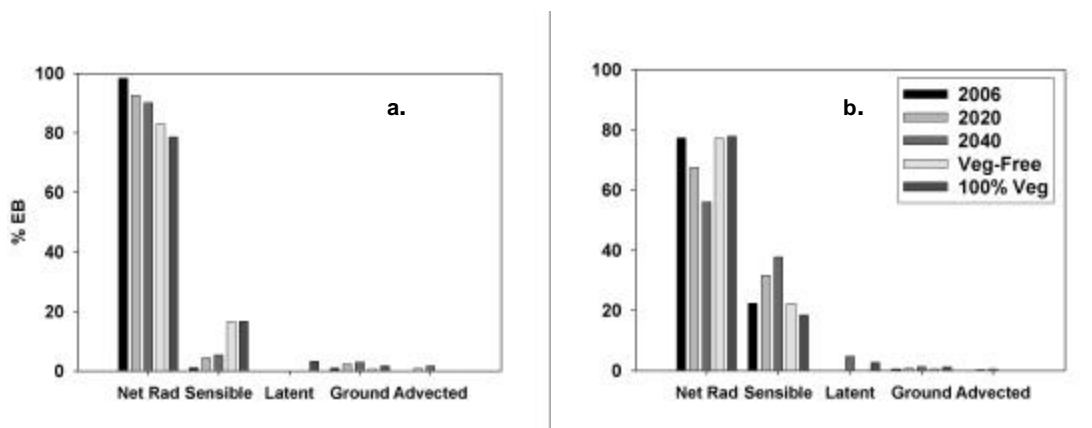 a.
100
80
60
40
20
0
% EB
Net Rad Sensible Latent Ground Advected
b.
100
80
60
40
20
0
2006
2020
2040
Veg-Free
100% Veg
Net Rad Sensible Latent Ground Advected